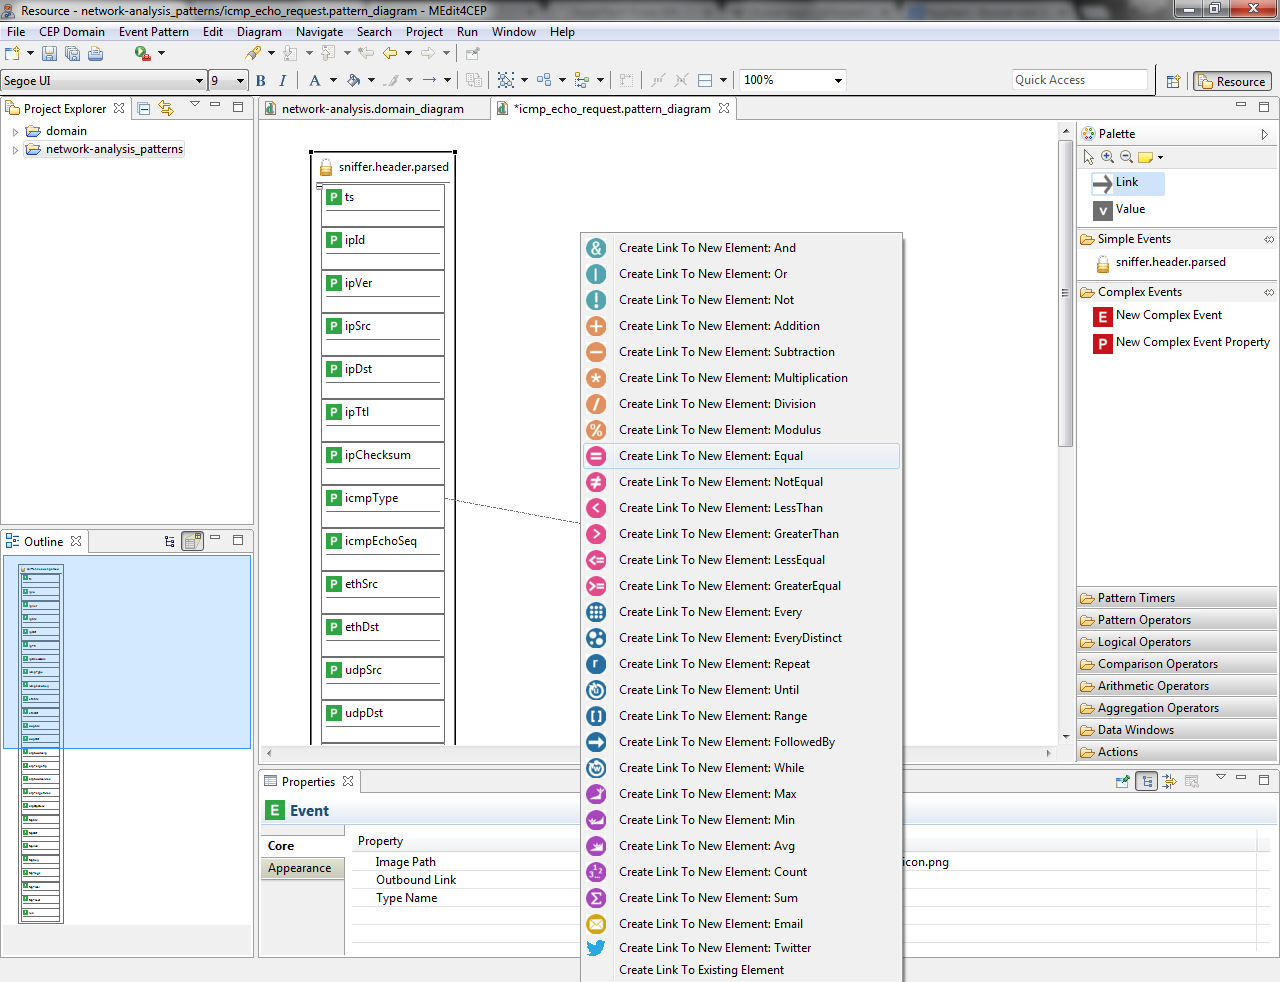 Resource - network-analysis_patterns/icmp_echo_request.pattern_diagram - MEdit4CEP
File CEP Domain Event Pattern Edit Diagram Navigate Search Project Run Window Help
Segoe UI 9 B I A 100% Quick Access Resource
Project Explorer
domain
network-analysis_patterns
network-analysis.domain_diagram
*icmp_echo_request.pattern_diagram
sniffer.header.parsed
P ts
P ipId
P ipVer
P ipSrc
P ipDst
P ipTtl
P ipChecksum
P icmpType
P icmpEchoSeq
P ethSrc
P ethDst
P udpSrc
P udpDst
& Create Link To New Element: And
| Create Link To New Element: Or
! Create Link To New Element: Not
+ Create Link To New Element: Addition
− Create Link To New Element: Subtraction
* Create Link To New Element: Multiplication
/ Create Link To New Element: Division
% Create Link To New Element: Modulus
= Create Link To New Element: Equal
≠ Create Link To New Element: NotEqual
< Create Link To New Element: LessThan
> Create Link To New Element: GreaterThan
<= Create Link To New Element: LessEqual
>= Create Link To New Element: GreaterEqual
Create Link To New Element: Every
Create Link To New Element: EveryDistinct
r Create Link To New Element: Repeat
Create Link To New Element: Until
[] Create Link To New Element: Range
Create Link To New Element: FollowedBy
Create Link To New Element: While
Create Link To New Element: Max
Create Link To New Element: Min
Create Link To New Element: Avg
Create Link To New Element: Count
Σ Create Link To New Element: Sum
Create Link To New Element: Email
Create Link To New Element: Twitter
Create Link To Existing Element
Palette
Link
V Value
Simple Events
sniffer.header.parsed
Complex Events
E New Complex Event
P New Complex Event Property
Pattern Timers
Pattern Operators
Logical Operators
Comparison Operators
Arithmetic Operators
Aggregation Operators
Data Windows
Actions
Outline
Properties
E Event
Core
Appearance
Property
Image Path icon.png
Outbound Link
Type Name